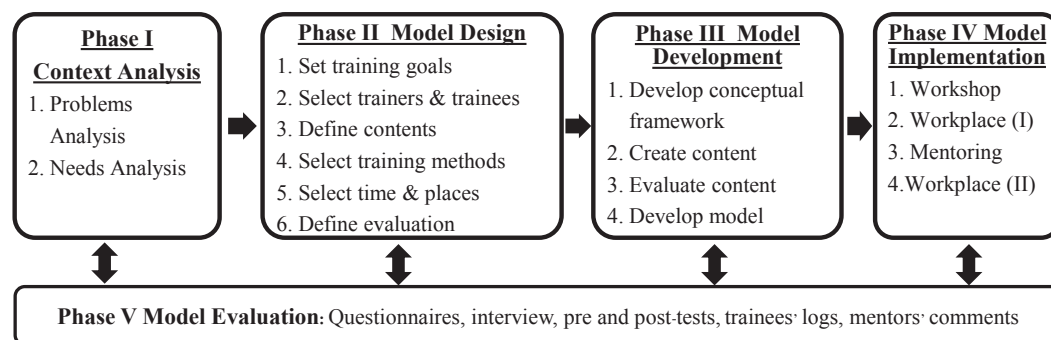 Phase I
Context Analysis
1. Problems
Analysis
2. Needs Analysis
Phase II  Model Design
1. Set training goals
2. Select trainers & trainees
3. Define contents
4. Select training methods
5. Select time & places
6. Define evaluation
Phase III  Model
Development
1. Develop conceptual
framework
2. Create content
3. Evaluate content
4. Develop model
Phase IV Model
Implementation
1. Workshop
2. Workplace (I)
3. Mentoring
4.Workplace (II)
Phase V Model Evaluation: Questionnaires, interview, pre and post-tests, trainees' logs, mentors' comments